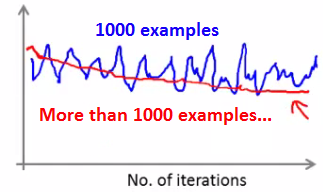 1000 examples
More than 1000 examples...
No. of iterations